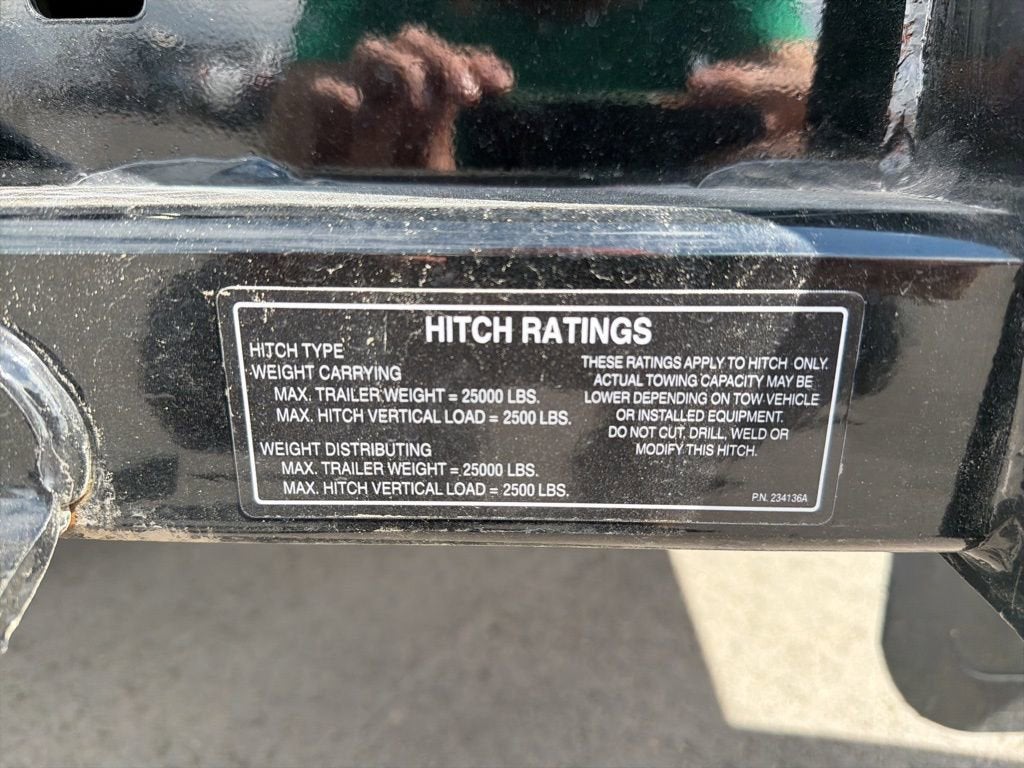 HITCH RATINGS
HITCH TYPE
WEIGHT CARRYING
MAX. TRAILER WEIGHT = 25000 LBS.
MAX. HITCH VERTICAL LOAD = 2500 LBS.
WEIGHT DISTRIBUTING
MAX. TRAILER WEIGHT = 25000 LBS.
MAX. HITCH VERTICAL LOAD = 2500 LBS.
THESE RATINGS APPLY TO HITCH ONLY.
ACTUAL TOWING CAPACITY MAY BE
LOWER DEPENDING ON TOW VEHICLE
OR INSTALLED EQUIPMENT.
DO NOT CUT, DRILL, WELD OR
MODIFY THIS HITCH.
P.N. 234136A